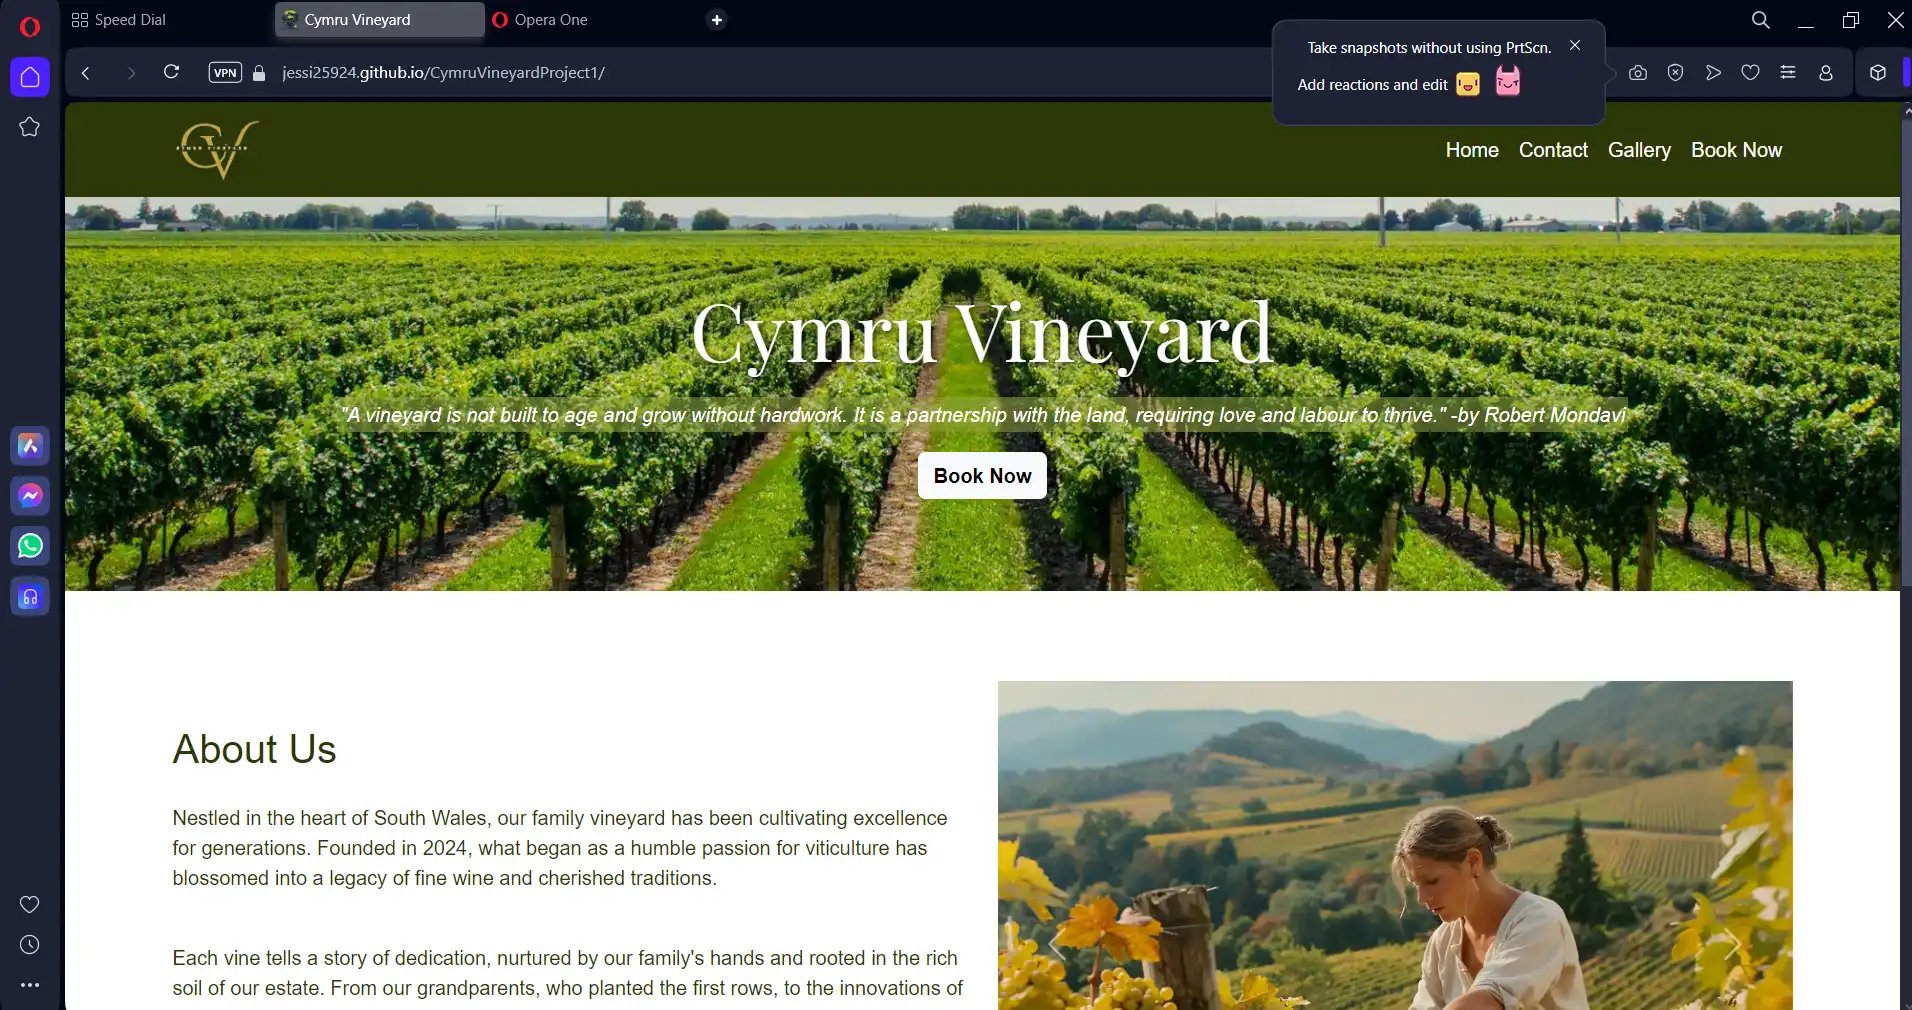 Speed Dial
Cymru Vineyard
Opera One
VPN
jessi25924.github.io/CymruVineyardProject1/
Take snapshots without using PrtScn.
Add reactions and edit
CV
CYMRU VINEYARD
Home Contact Gallery Book Now
Cymru Vineyard
"A vineyard is not built to age and grow without hardwork. It is a partnership with the land, requiring love and labour to thrive." -by Robert Mondavi
Book Now
About Us
Nestled in the heart of South Wales, our family vineyard has been cultivating excellence
for generations. Founded in 2024, what began as a humble passion for viticulture has
blossomed into a legacy of fine wine and cherished traditions.
Each vine tells a story of dedication, nurtured by our family's hands and rooted in the rich
soil of our estate. From our grandparents, who planted the first rows, to the innovations of